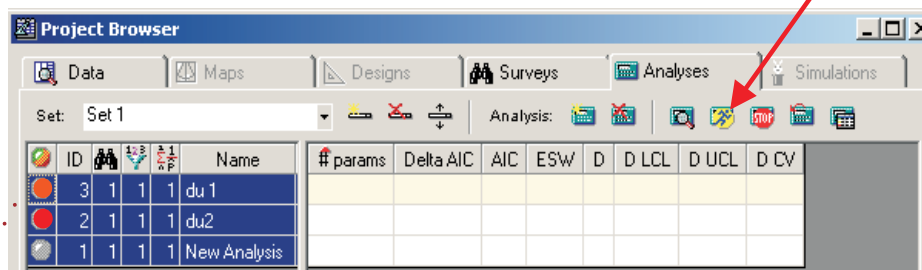 Project Browser
Data Maps Designs Surveys Analyses Simulations
Set: Set 1 Analysis: STOP
ID Name # params Delta AIC AIC ESW D D LCL D UCL D CV
3 1 1 1 du 1
2 1 1 1 du2
1 1 1 1 New Analysis